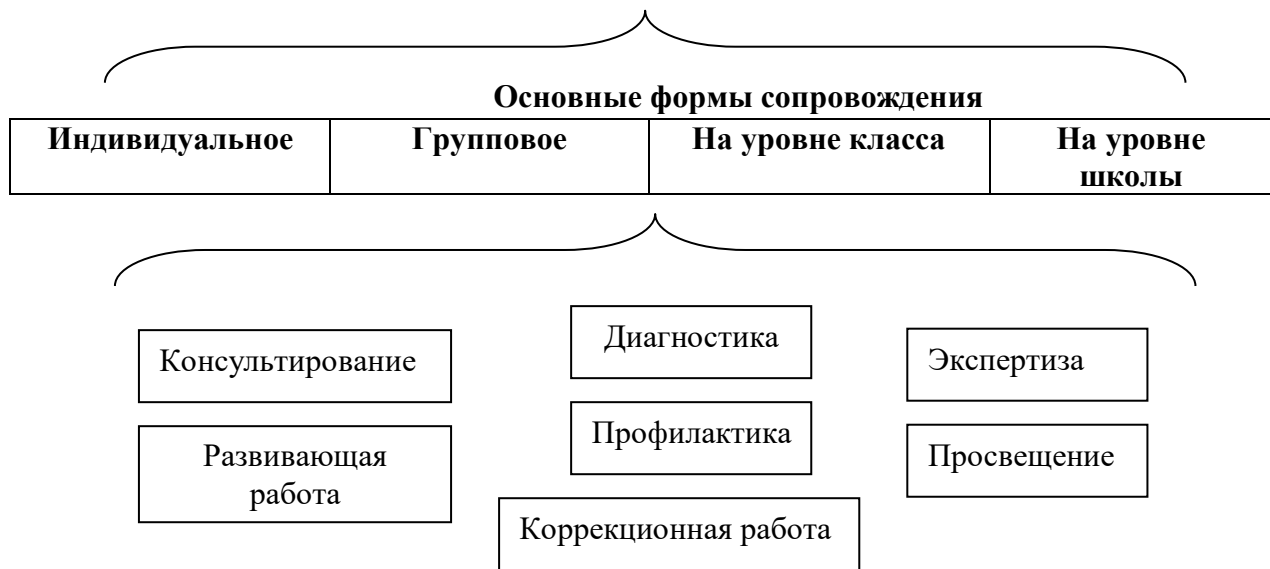 Основные формы сопровождения
Индивидуальное
Групповое
На уровне класса
На уровне
школы
Консультирование
Диагностика
Экспертиза
Развивающая
работа
Профилактика
Просвещение
Коррекционная работа